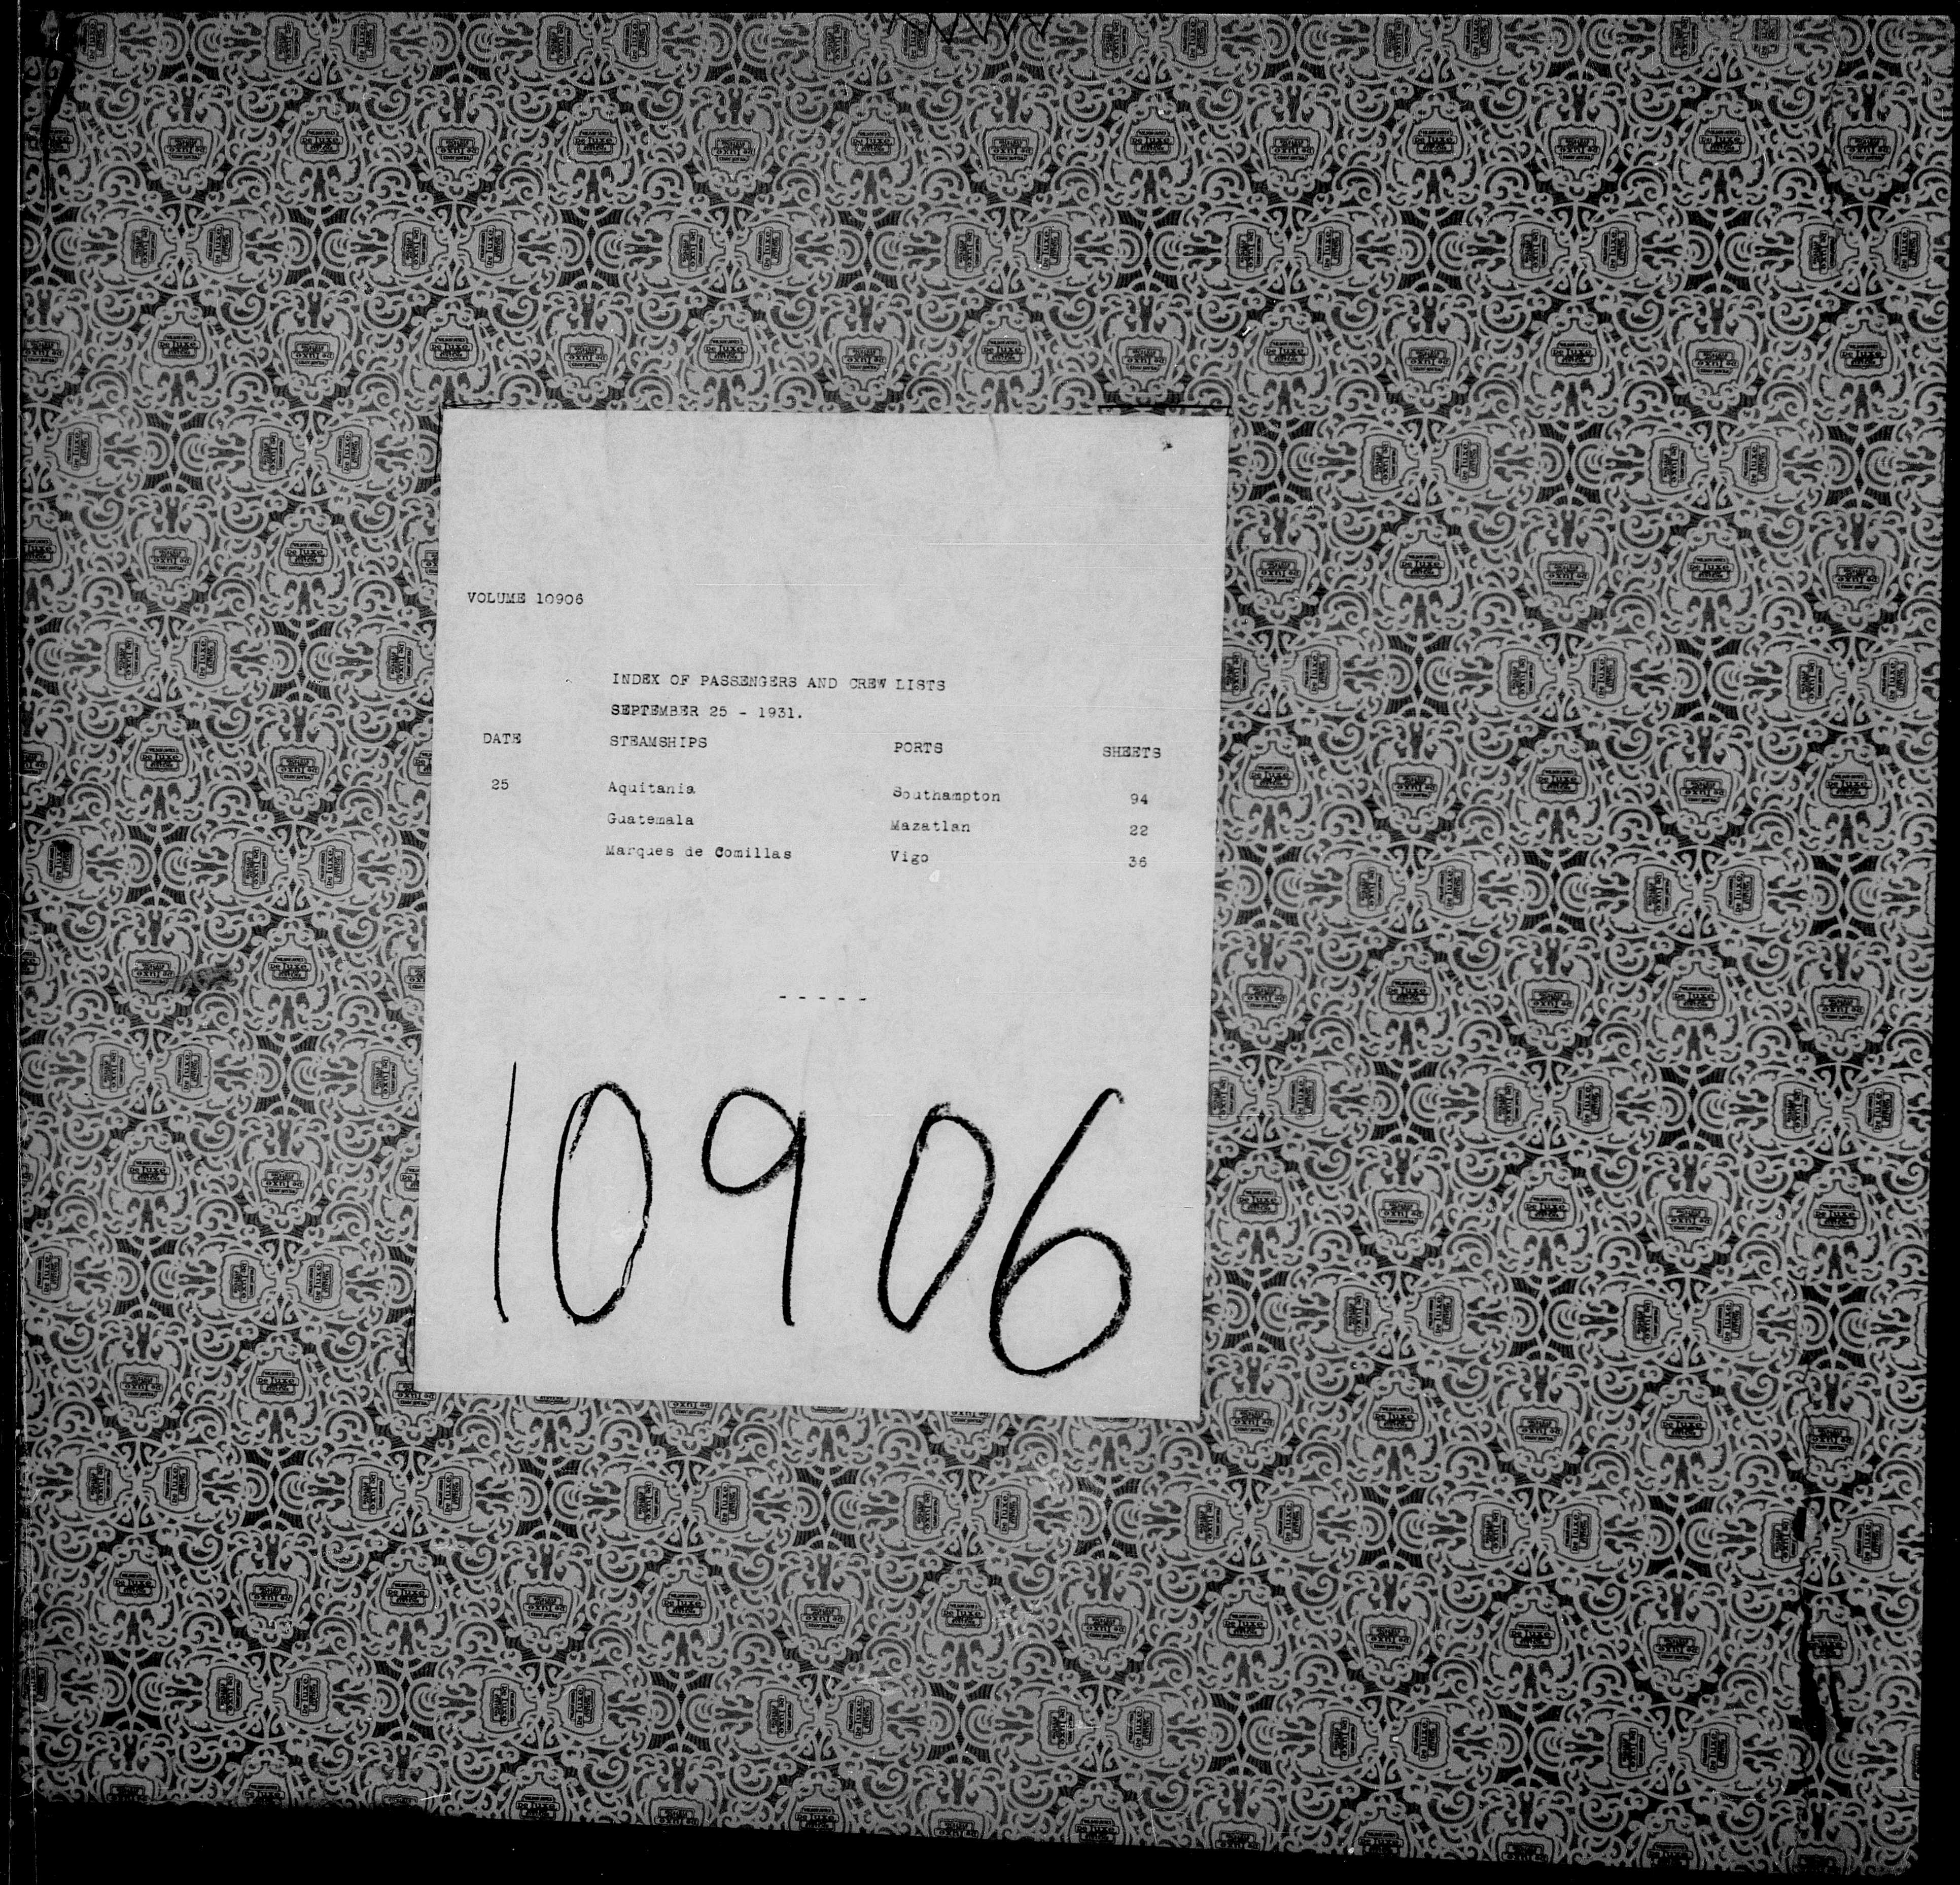 VOLUME 10906
INDEX OF PASSENGERS AND CREW LISTS
SEPTEMBER 25 - 1931.
DATE STEAMSHIPS PORTS SHEETS
25 Aquitania Southampton 94
Guatemala Mazatlan 22
Marques de Comillas Vigo 36
- - - - -
10906